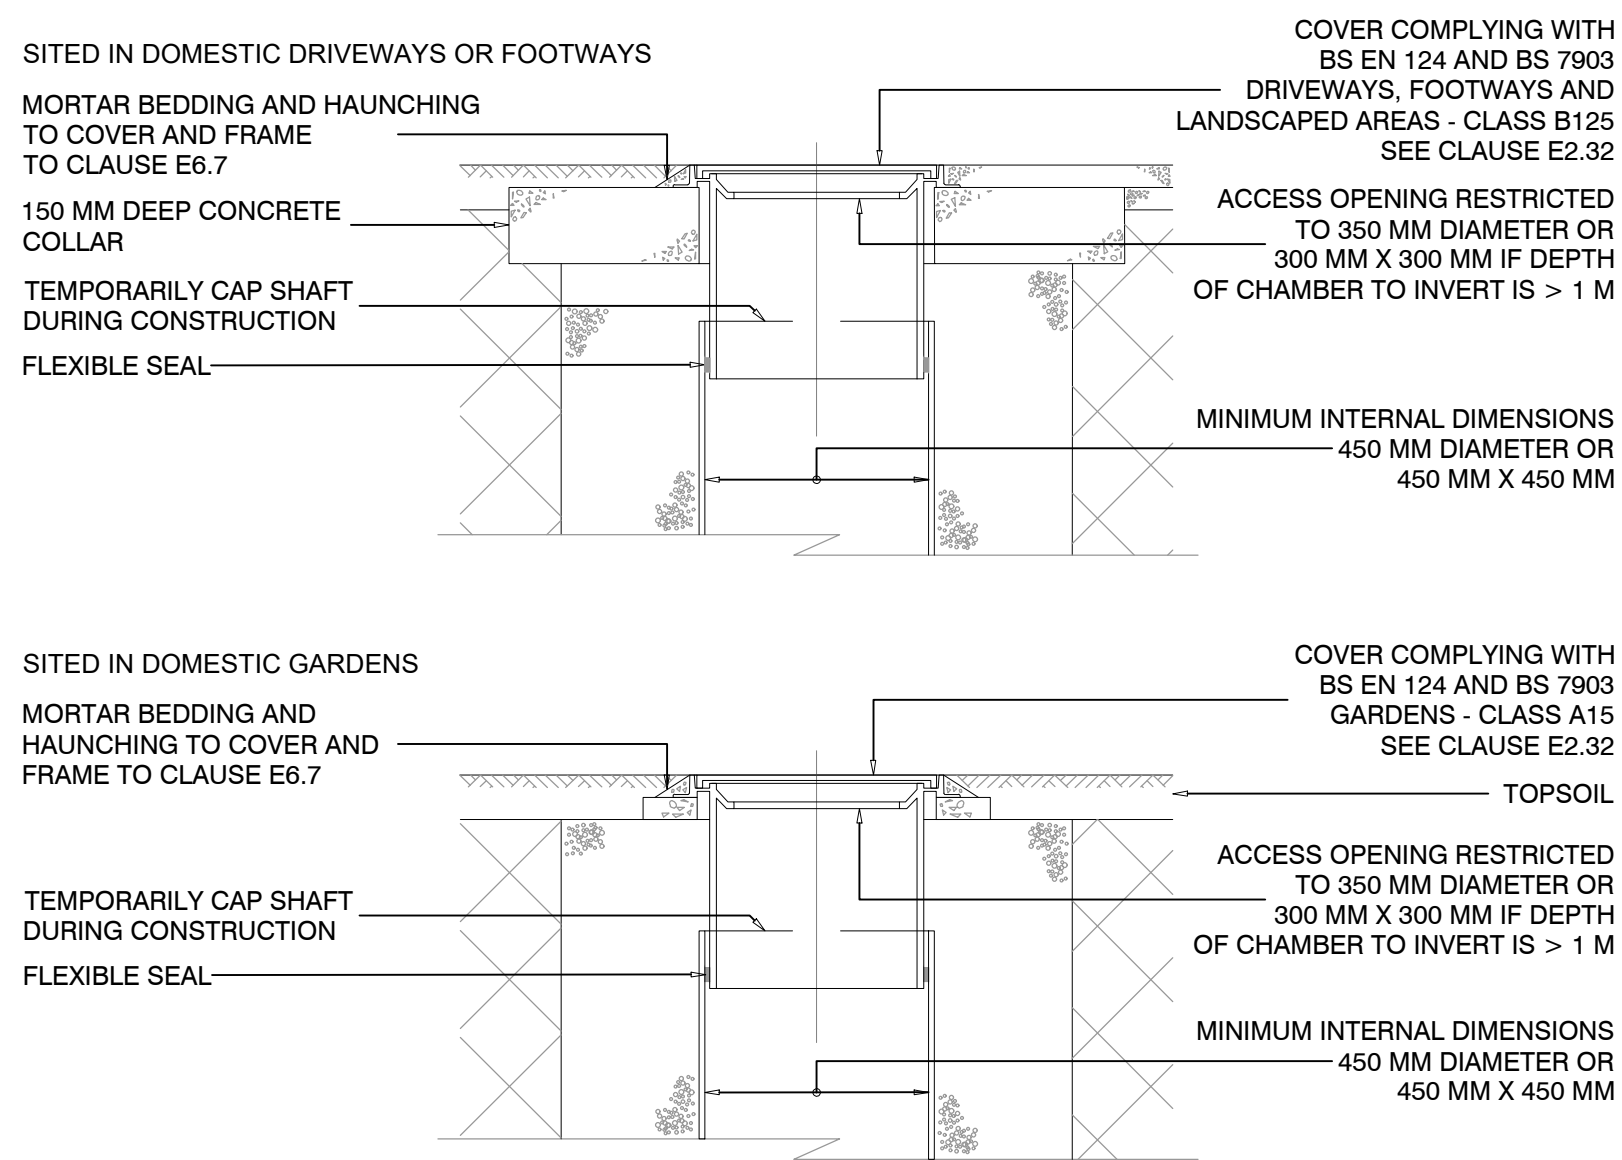 SITED IN DOMESTIC DRIVEWAYS OR FOOTWAYS
MORTAR BEDDING AND HAUNCHING
TO COVER AND FRAME
TO CLAUSE E6.7
150 MM DEEP CONCRETE
COLLAR
TEMPORARILY CAP SHAFT
DURING CONSTRUCTION
FLEXIBLE SEAL
COVER COMPLYING WITH
BS EN 124 AND BS 7903
DRIVEWAYS, FOOTWAYS AND
LANDSCAPED AREAS - CLASS B125
SEE CLAUSE E2.32
ACCESS OPENING RESTRICTED
TO 350 MM DIAMETER OR
300 MM X 300 MM IF DEPTH
OF CHAMBER TO INVERT IS > 1 M
MINIMUM INTERNAL DIMENSIONS
450 MM DIAMETER OR
450 MM X 450 MM
SITED IN DOMESTIC GARDENS
MORTAR BEDDING AND
HAUNCHING TO COVER AND
FRAME TO CLAUSE E6.7
TEMPORARILY CAP SHAFT
DURING CONSTRUCTION
FLEXIBLE SEAL
COVER COMPLYING WITH
BS EN 124 AND BS 7903
GARDENS - CLASS A15
SEE CLAUSE E2.32
TOPSOIL
ACCESS OPENING RESTRICTED
TO 350 MM DIAMETER OR
300 MM X 300 MM IF DEPTH
OF CHAMBER TO INVERT IS > 1 M
MINIMUM INTERNAL DIMENSIONS
450 MM DIAMETER OR
450 MM X 450 MM